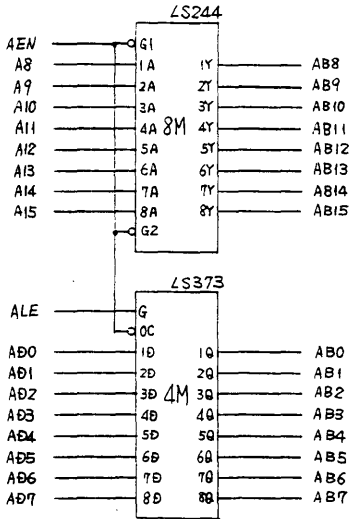 LS244
AEN G1
A8 1A 1Y AB8
A9 2A 2Y AB9
A10 3A 3Y AB10
A11 4A 8M 4Y AB11
A12 5A 5Y AB12
A13 6A 6Y AB13
A14 7A 7Y AB14
A15 8A 8Y AB15
G2
LS373
ALE G
OC
AD0 1D 1Q AB0
AD1 2D 2Q AB1
AD2 3D 4M 3Q AB2
AD3 4D 4Q AB3
AD4 5D 5Q AB4
AD5 6D 6Q AB5
AD6 7D 7Q AB6
AD7 8D 8Q AB7